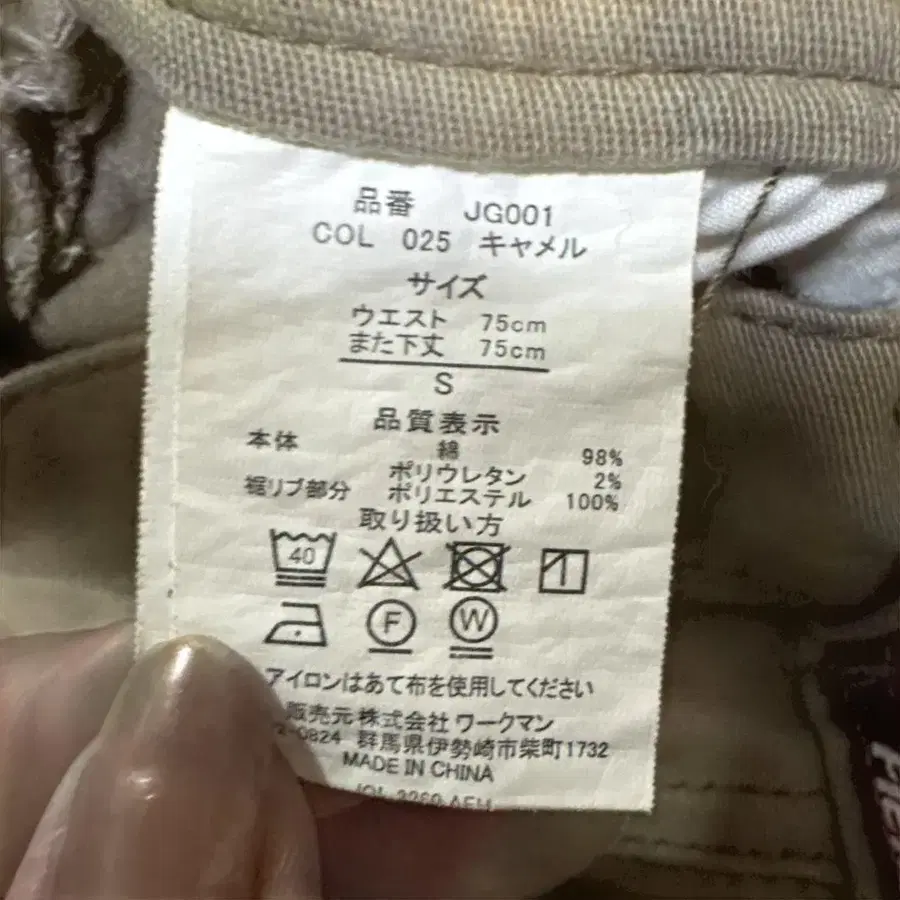 品番 JG001
COL 025 キャメル
サイズ
ウエスト 75cm
また下丈 75cm
S
品質表示
本体 綿 98%
ポリウレタン 2%
裾リブ部分 ポリエステル 100%
取り扱い方
40
F W
アイロンはあて布を使用してください
販売元 株式会社 ワークマン
-0824 群馬県伊勢崎市柴町1732
MADE IN CHINA